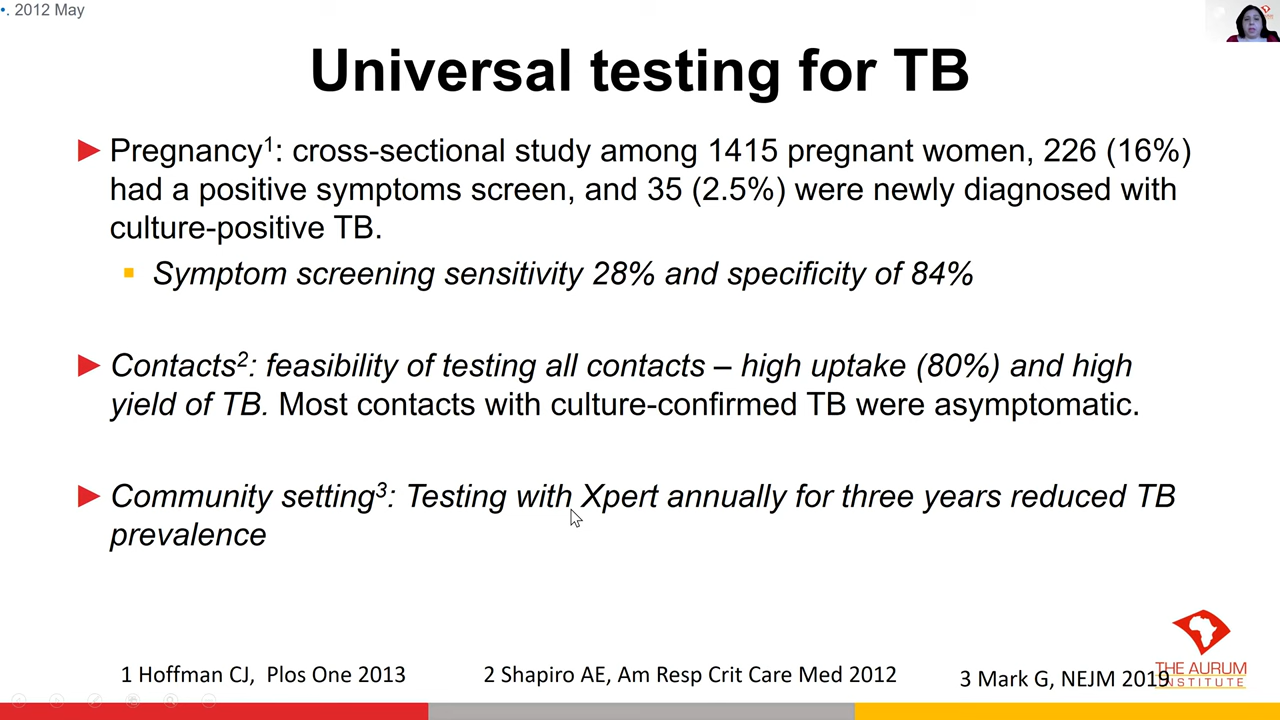 •. 2012 May
Universal testing for TB
► Pregnancy¹: cross-sectional study among 1415 pregnant women, 226 (16%)
had a positive symptoms screen, and 35 (2.5%) were newly diagnosed with
culture-positive TB.
▪ Symptom screening sensitivity 28% and specificity of 84%
► Contacts²: feasibility of testing all contacts – high uptake (80%) and high
yield of TB. Most contacts with culture-confirmed TB were asymptomatic.
► Community setting³: Testing with Xpert annually for three years reduced TB
prevalence
1 Hoffman CJ, Plos One 2013
2 Shapiro AE, Am Resp Crit Care Med 2012
3 Mark G, NEJM 2019
THE AURUM
INSTITUTE